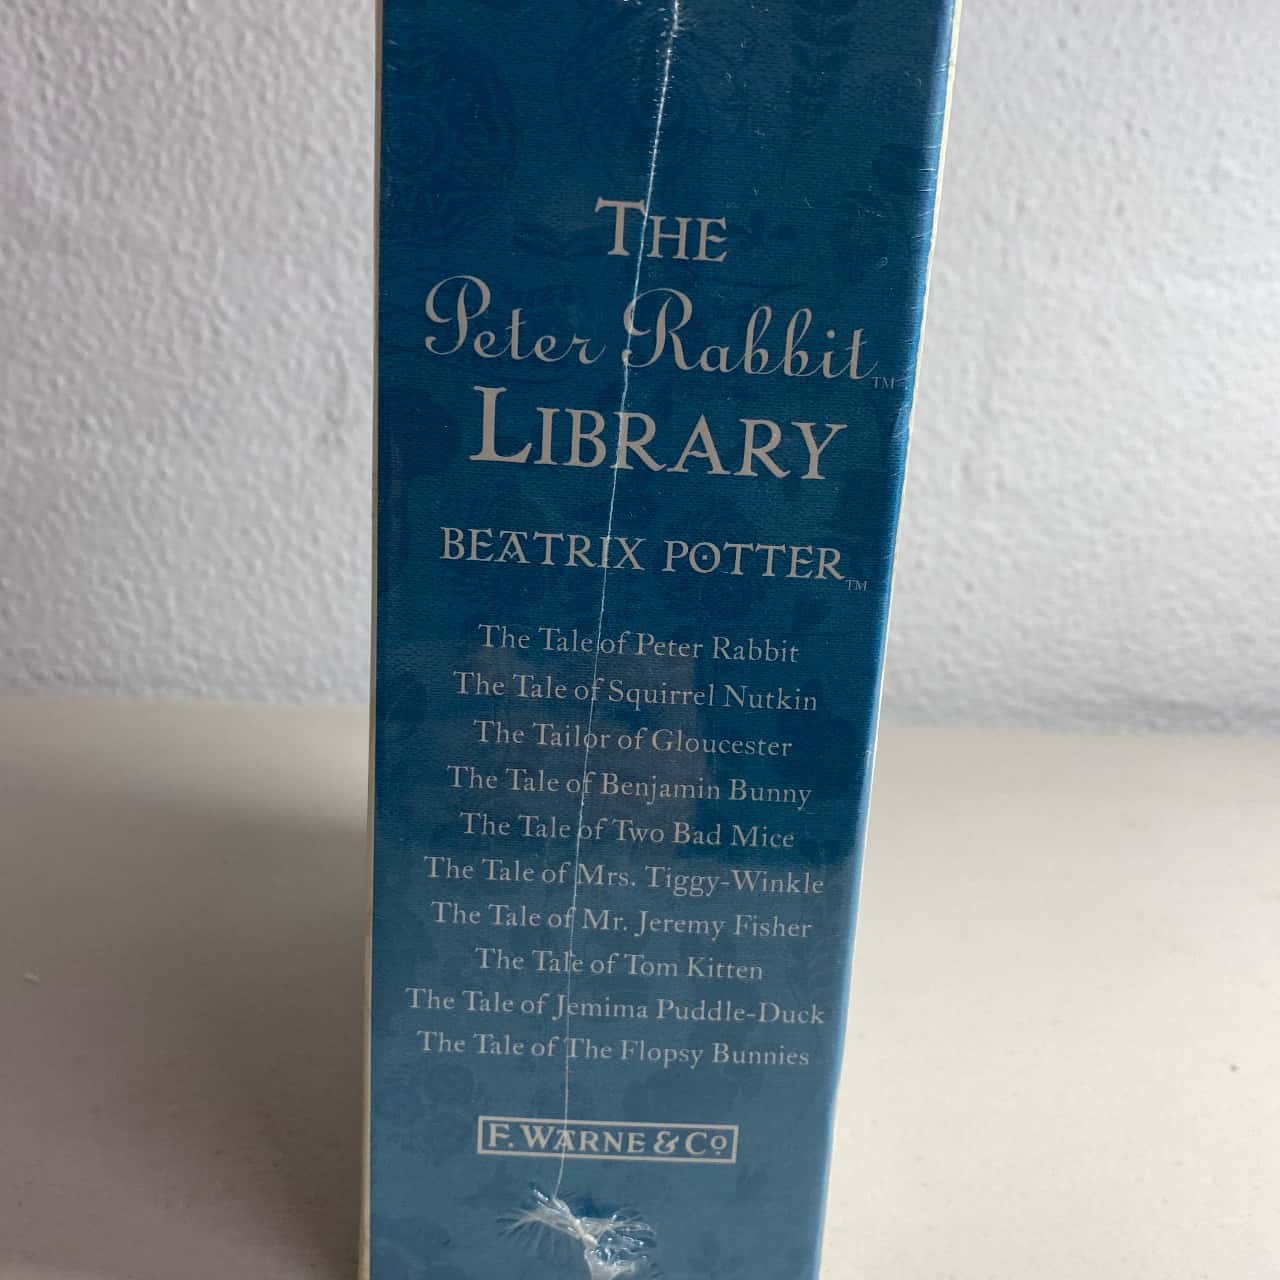 THE
Peter Rabbit™
LIBRARY
BEATRIX POTTER™
The Tale of Peter Rabbit
The Tale of Squirrel Nutkin
The Tailor of Gloucester
The Tale of Benjamin Bunny
The Tale of Two Bad Mice
The Tale of Mrs. Tiggy-Winkle
The Tale of Mr. Jeremy Fisher
The Tale of Tom Kitten
The Tale of Jemima Puddle-Duck
The Tale of The Flopsy Bunnies
F. WARNE & Co